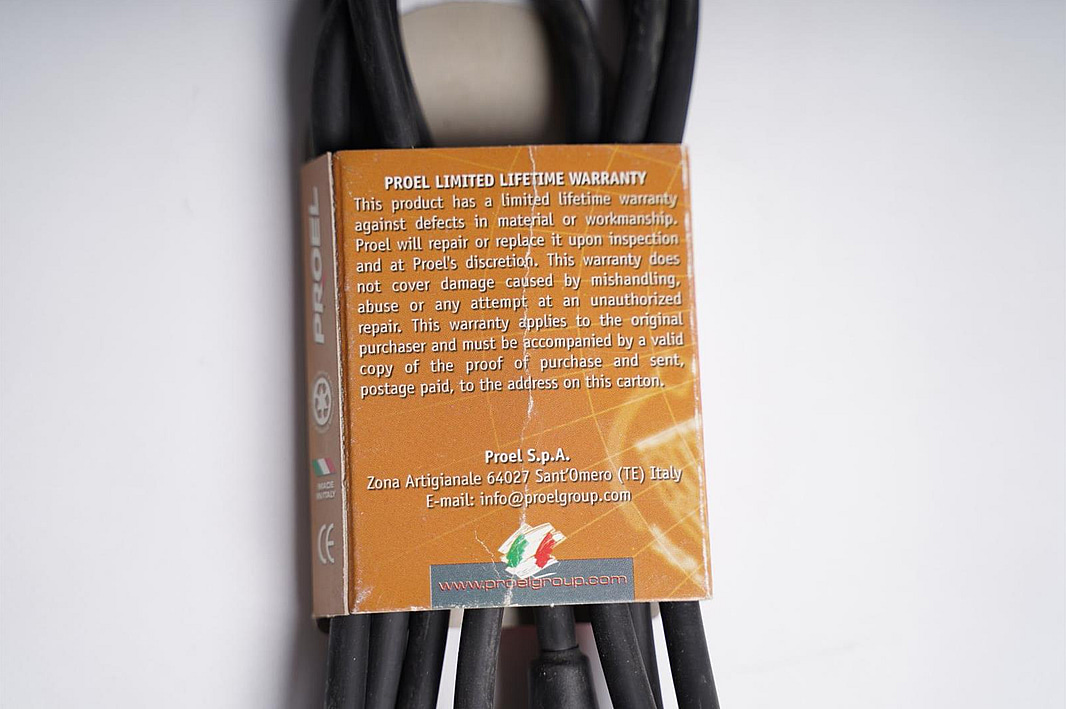 PROEL LIMITED LIFETIME WARRANTY
This product has a limited lifetime warranty
against defects in material or workmanship.
Proel will repair or replace it upon inspection
and at Proel's discretion. This warranty does
not cover damage caused by mishandling,
abuse or any attempt at an unauthorized
repair. This warranty applies to the original
purchaser and must be accompanied by a valid
copy of the proof of purchase and sent,
postage paid, to the address on this carton.
Proel S.p.A.
Zona Artigianale 64027 Sant'Omero (TE) Italy
E-mail: info@proelgroup.com
www.proelgroup.com
PROEL
MADE
IN ITALY
CE